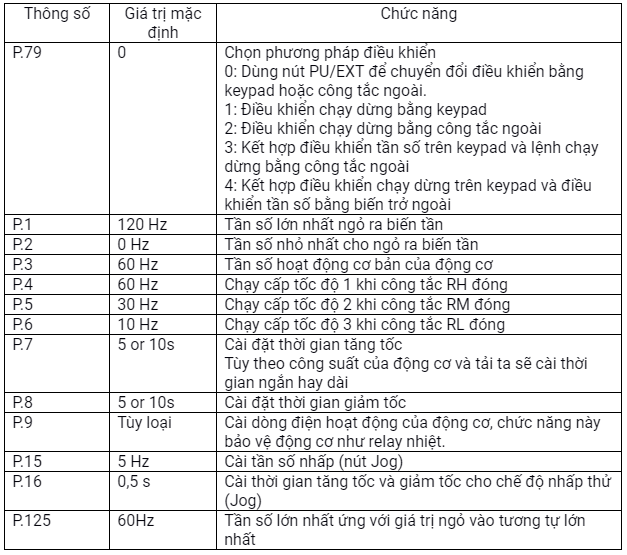 Thông số
Giá trị mặc
định
Chức năng
P.79
0
Chọn phương pháp điều khiển
0: Dùng nút PU/EXT để chuyển đổi điều khiển bằng
keypad hoặc công tắc ngoài.
1: Điều khiển chạy dừng bằng keypad
2: Điều khiển chạy dừng bằng công tắc ngoài
3: Kết hợp điều khiển tần số trên keypad và lệnh chạy
dừng bằng công tắc ngoài
4: Kết hợp điều khiển chạy dừng trên keypad và điều
khiển tần số bằng biến trở ngoài
P.1
120 Hz
Tần số lớn nhất ngỏ ra biến tần
P.2
0 Hz
Tần số nhỏ nhất cho ngỏ ra biến tần
P.3
60 Hz
Tần số hoạt động cơ bản của động cơ
P.4
60 Hz
Chạy cấp tốc độ 1 khi công tắc RH đóng
P.5
30 Hz
Chạy cấp tốc độ 2 khi công tắc RM đóng
P.6
10 Hz
Chạy cấp tốc độ 3 khi công tắc RL đóng
P.7
5 or 10s
Cài đặt thời gian tăng tốc
Tùy theo công suất của động cơ và tải ta sẽ cài thời
gian ngắn hay dài
P.8
5 or 10s
Cài đặt thời gian giảm tốc
P.9
Tùy loại
Cài dòng điện hoạt động của động cơ, chức năng này
bảo vệ động cơ như relay nhiệt.
P.15
5 Hz
Cài tần số nhấp (nút Jog)
P.16
0,5 s
Cài thời gian tăng tốc và giảm tốc cho chế độ nhấp thử
(Jog)
P.125
60Hz
Tần số lớn nhất ứng với giá trị ngỏ vào tương tự lớn
nhất